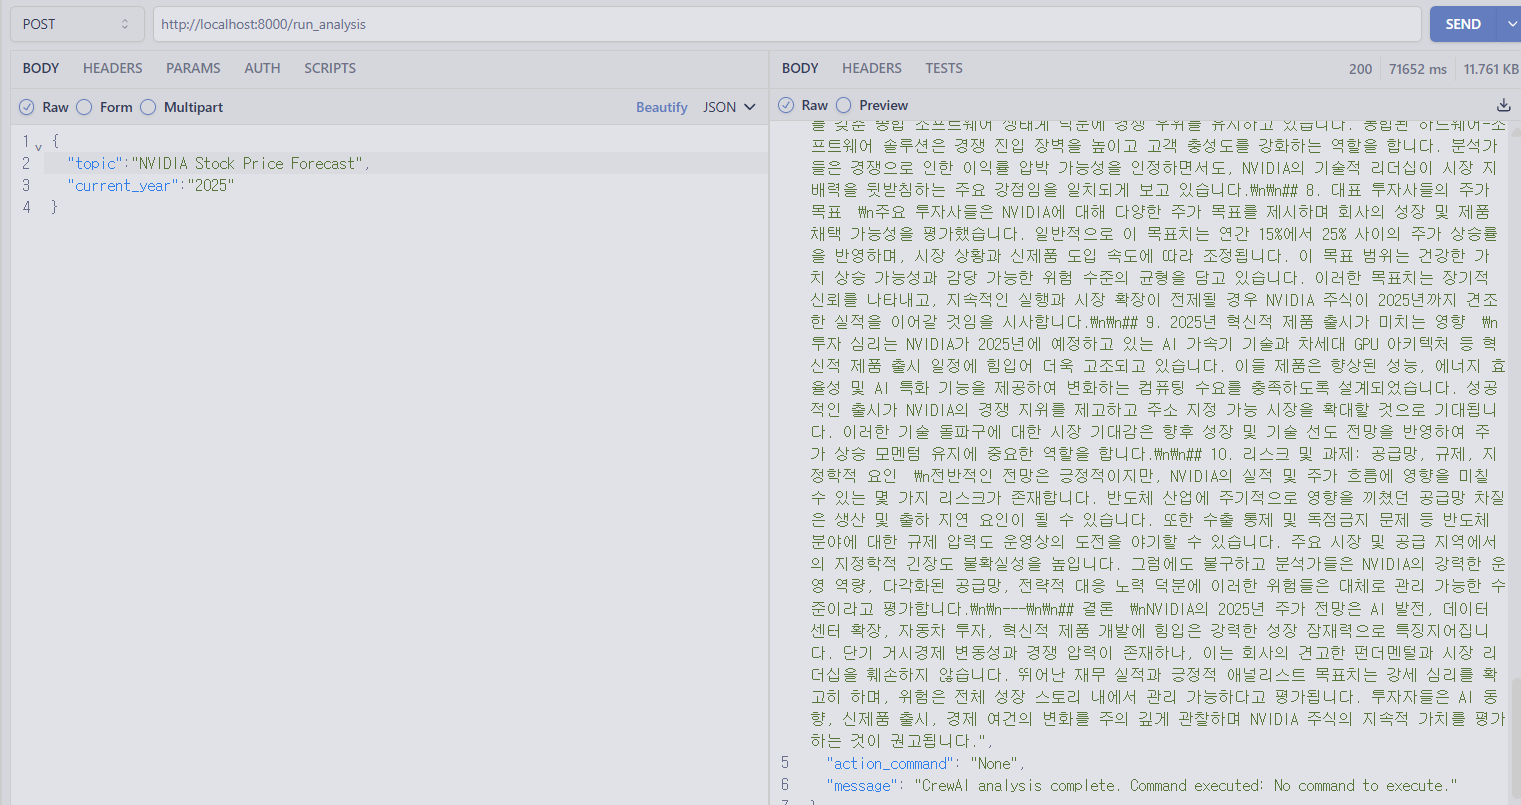 POST
http://localhost:8000/run_analysis
SEND
BODY HEADERS PARAMS AUTH SCRIPTS
Raw Form Multipart
Beautify JSON
1 {
2 "topic":"NVIDIA Stock Price Forecast",
3 "current_year":"2025"
4 }
BODY HEADERS TESTS
200 71652 ms 11.761 KB
Raw Preview
를 갖춘 종합 소프트웨어 생태계 덕분에 경쟁 우위를 유지하고 있습니다. 통합된 하드웨어-소
프트웨어 솔루션은 경쟁 진입 장벽을 높이고 고객 충성도를 강화하는 역할을 합니다. 분석가
들은 경쟁으로 인한 이익률 압박 가능성을 인정하면서도, NVIDIA의 기술적 리더십이 시장 지
배력을 뒷받침하는 주요 강점임을 일치되게 보고 있습니다.₩n₩n## 8. 대표 투자사들의 주가
목표  ₩n주요 투자사들은 NVIDIA에 대해 다양한 주가 목표를 제시하며 회사의 성장 및 제품
채택 가능성을 평가했습니다. 일반적으로 이 목표치는 연간 15%에서 25% 사이의 주가 상승률
을 반영하며, 시장 상황과 신제품 도입 속도에 따라 조정됩니다. 이 목표 범위는 건강한 가
치 상승 가능성과 감당 가능한 위험 수준의 균형을 담고 있습니다. 이러한 목표치는 장기적
신뢰를 나타내고, 지속적인 실행과 시장 확장이 전제될 경우 NVIDIA 주식이 2025년까지 견조
한 실적을 이어갈 것임을 시사합니다.₩n₩n## 9. 2025년 혁신적 제품 출시가 미치는 영향  ₩n
투자 심리는 NVIDIA가 2025년에 예정하고 있는 AI 가속기 기술과 차세대 GPU 아키텍처 등 혁
신적 제품 출시 일정에 힘입어 더욱 고조되고 있습니다. 이들 제품은 향상된 성능, 에너지 효
율성 및 AI 특화 기능을 제공하여 변화하는 컴퓨팅 수요를 충족하도록 설계되었습니다. 성공
적인 출시가 NVIDIA의 경쟁 지위를 제고하고 주소 지정 가능 시장을 확대할 것으로 기대됩니
다. 이러한 기술 돌파구에 대한 시장 기대감은 향후 성장 및 기술 선도 전망을 반영하여 주
가 상승 모멘텀 유지에 중요한 역할을 합니다.₩n₩n## 10. 리스크 및 과제: 공급망, 규제, 지
정학적 요인  ₩n전반적인 전망은 긍정적이지만, NVIDIA의 실적 및 주가 흐름에 영향을 미칠
수 있는 몇 가지 리스크가 존재합니다. 반도체 산업에 주기적으로 영향을 끼쳤던 공급망 차질
은 생산 및 출하 지연 요인이 될 수 있습니다. 또한 수출 통제 및 독점금지 문제 등 반도체
분야에 대한 규제 압력도 운영상의 도전을 야기할 수 있습니다. 주요 시장 및 공급 지역에서
의 지정학적 긴장도 불확실성을 높입니다. 그럼에도 불구하고 분석가들은 NVIDIA의 강력한 운
영 역량, 다각화된 공급망, 전략적 대응 노력 덕분에 이러한 위험들은 대체로 관리 가능한 수
준이라고 평가합니다.₩n₩n---₩n₩n## 결론  ₩nNVIDIA의 2025년 주가 전망은 AI 발전, 데이터
센터 확장, 자동차 투자, 혁신적 제품 개발에 힘입은 강력한 성장 잠재력으로 특징지어집니
다. 단기 거시경제 변동성과 경쟁 압력이 존재하나, 이는 회사의 견고한 펀더멘털과 시장 리
더십을 훼손하지 않습니다. 뛰어난 재무 실적과 긍정적 애널리스트 목표치는 강세 심리를 확
고히 하며, 위험은 전체 성장 스토리 내에서 관리 가능하다고 평가됩니다. 투자자들은 AI 동
향, 신제품 출시, 경제 여건의 변화를 주의 깊게 관찰하며 NVIDIA 주식의 지속적 가치를 평가
하는 것이 권고됩니다.",
5 "action_command": "None",
6 "message": "CrewAI analysis complete. Command executed: No command to execute."
7 }